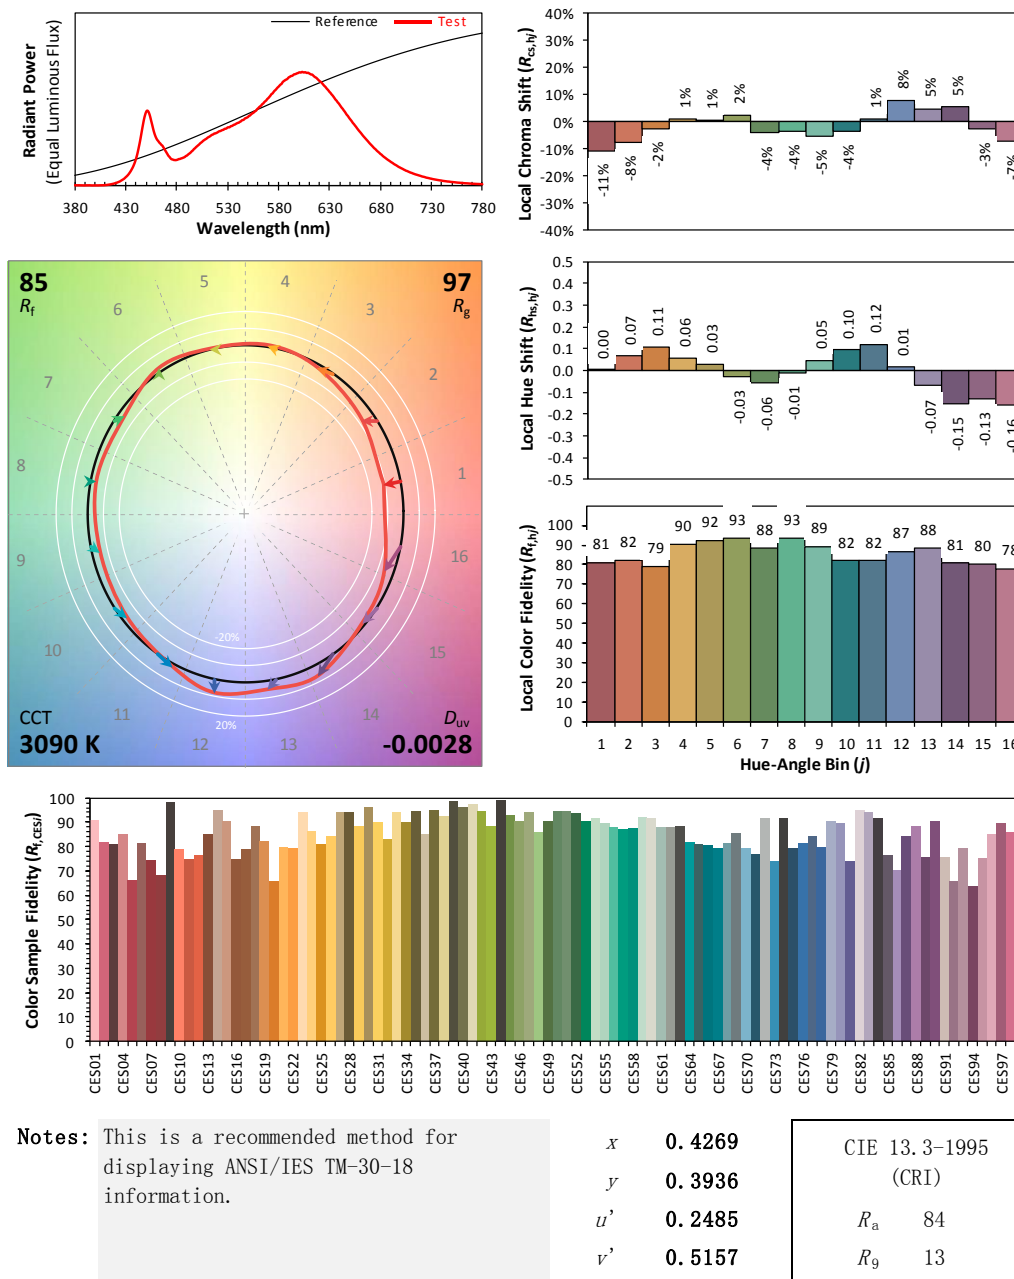 Reference
Test
Radiant Power
(Equal Luminous Flux)
380 430 480 530 580 630 680 730 780
Wavelength (nm)
Local Chroma Shift (Rcs,hj)
40%
30%
20%
10%
0%
-10%
-20%
-30%
-40%
-11% -8% -2% 1% 1% 2% -4% -4% -5% -4% 1% 8% 5% 5% -3% -7%
85
Rf
97
Rg
1 2 3 4 5 6 7 8 9 10 11 12 13 14 15 16
-20%
20%
CCT
3090 K
Duv
-0.0028
Local Hue Shift (Rhs,hj)
0.5
0.4
0.3
0.2
0.1
0.0
-0.1
-0.2
-0.3
-0.4
-0.5
0.00 0.07 0.11 0.06 0.03 -0.03 -0.06 -0.01 0.05 0.10 0.12 0.01 -0.07 -0.15 -0.13 -0.16
Local Color Fidelity (Rf,hj)
100
90
80
70
60
50
40
30
20
10
0
81 82 79 90 92 93 88 93 89 82 82 87 88 81 80 78
1 2 3 4 5 6 7 8 9 10 11 12 13 14 15 16
Hue-Angle Bin (j)
Color Sample Fidelity (Rf,CESi)
100
90
80
70
60
50
40
30
20
10
0
CES01 CES04 CES07 CES10 CES13 CES16 CES19 CES22 CES25 CES28 CES31 CES34 CES37 CES40 CES43 CES46 CES49 CES52 CES55 CES58 CES61 CES64 CES67 CES70 CES73 CES76 CES79 CES82 CES85 CES88 CES91 CES94 CES97
Notes: This is a recommended method for
displaying ANSI/IES TM-30-18
information.
x 0.4269
y 0.3936
u' 0.2485
v' 0.5157
CIE 13.3-1995
(CRI)
Ra 84
R9 13